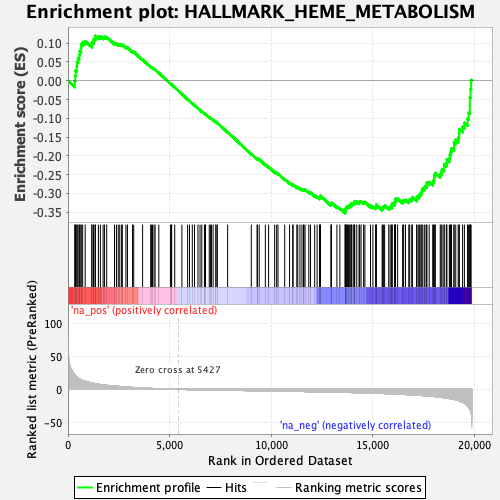 Enrichment plot: HALLMARK_HEME_METABOLISM
Enrichment score (ES)
0.10
0.05
0.00
-0.05
-0.10
-0.15
-0.20
-0.25
-0.30
-0.35
'na_pos' (positively correlated)
Ranked list metric (PreRanked)
100
50
0
-50
Zero cross at 5427
'na_neg' (negatively correlated)
0
5,000
10,000
15,000
20,000
Rank in Ordered Dataset
Enrichment profile
Hits
Ranking metric scores